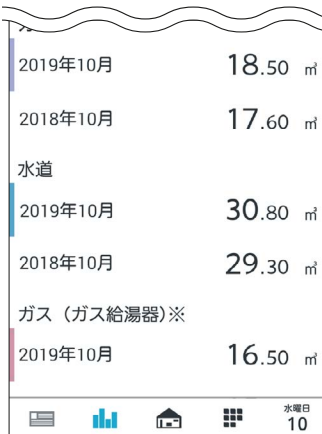 2019年10月 18.50 ㎥
2018年10月 17.60 ㎥
水道
2019年10月 30.80 ㎥
2018年10月 29.30 ㎥
ガス（ガス給湯器）※
2019年10月 16.50 ㎥
水曜日
10